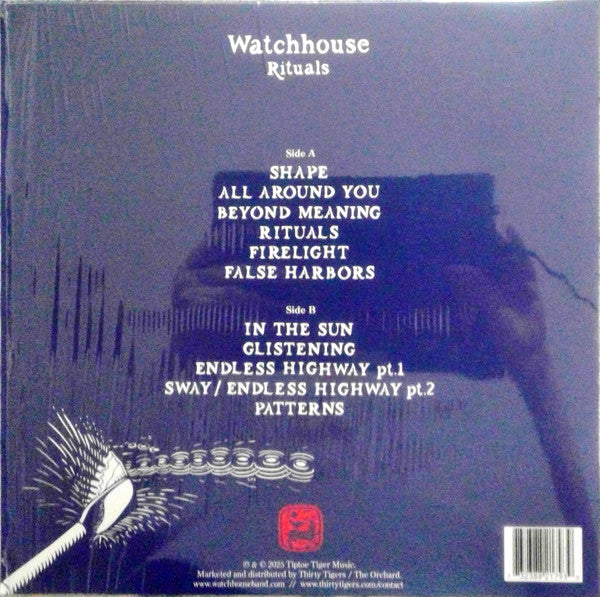 Watchhouse
Rituals
Side A
SHAPE
ALL AROUND YOU
BEYOND MEANING
RITUALS
FIRELIGHT
FALSE HARBORS
Side B
IN THE SUN
GLISTENING
ENDLESS HIGHWAY pt.1
SWAY / ENDLESS HIGHWAY pt.2
PATTERNS
℗ & © 2025 Tiptoe Tiger Music.
Marketed and distributed by Thirty Tigers / The Orchard.
www.watchhouseband.com // www.thirtytigers.com/contact